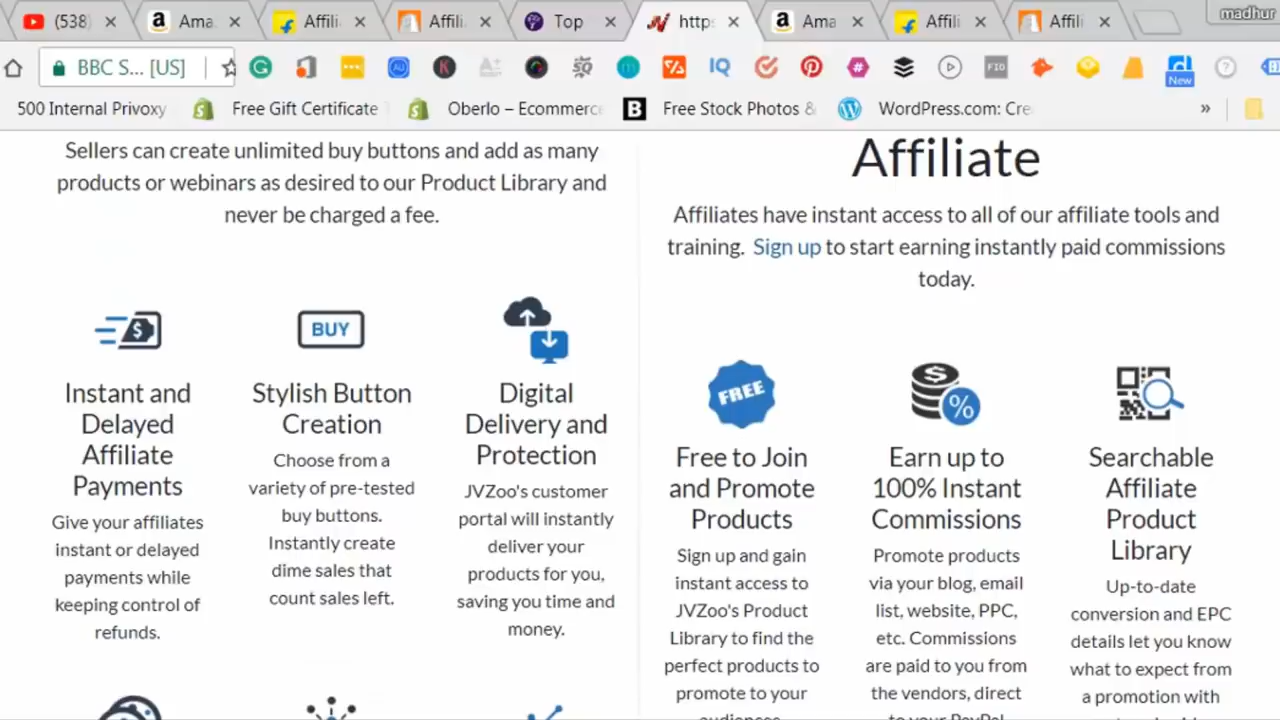 (538)
Ama
Affili
Affili
Top
https
Ama
Affili
Affili
madhur
BBC S... [US]
IQ
FID
New
500 Internal Privoxy
Free Gift Certificate
Oberlo – Ecommerc
B
Free Stock Photos &
WordPress.com: Cre
»
Sellers can create unlimited buy buttons and add as many
products or webinars as desired to our Product Library and
never be charged a fee.
BUY
Instant and
Delayed
Affiliate
Payments
Give your affiliates
instant or delayed
payments while
keeping control of
refunds.
Stylish Button
Creation
Choose from a
variety of pre-tested
buy buttons.
Instantly create
dime sales that
count sales left.
Digital
Delivery and
Protection
JVZoo's customer
portal will instantly
deliver your
products for you,
saving you time and
money.
Affiliate
Affiliates have instant access to all of our affiliate tools and
training. Sign up to start earning instantly paid commissions
today.
FREE
Free to Join
and Promote
Products
Sign up and gain
instant access to
JVZoo's Product
Library to find the
perfect products to
promote to your
audiences.
Earn up to
100% Instant
Commissions
Promote products
via your blog, email
list, website, PPC,
etc. Commissions
are paid to you from
the vendors, direct
to your PayPal
Searchable
Affiliate
Product
Library
Up-to-date
conversion and EPC
details let you know
what to expect from
a promotion with